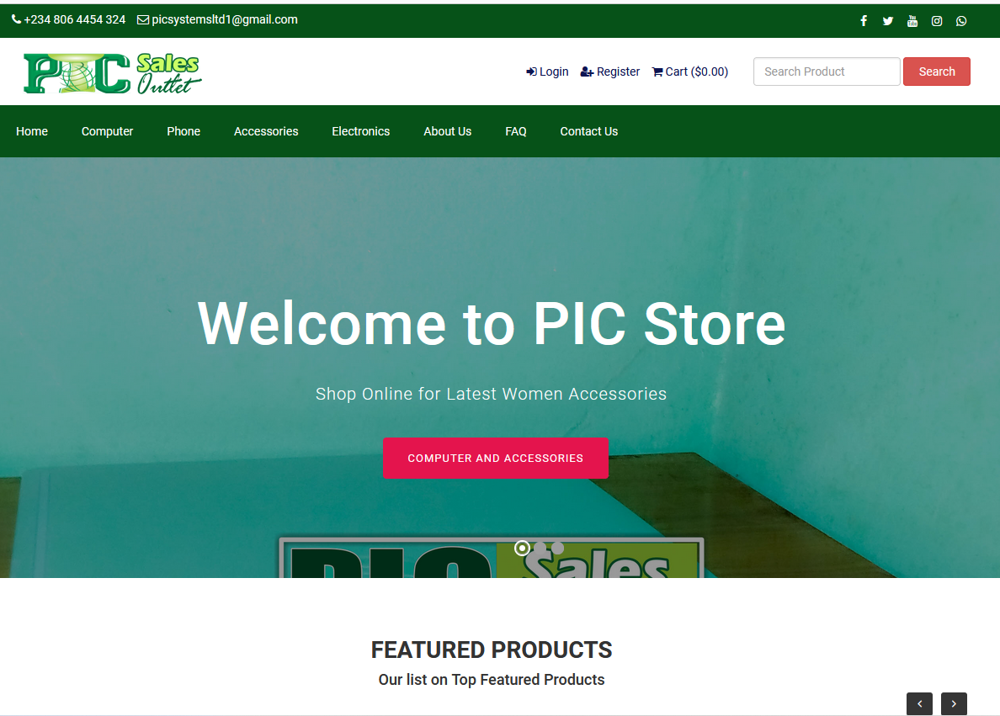 +234 806 4454 324 picsystemsltd1@gmail.com
PIC Sales Outlet
Login Register Cart ($0.00) Search Product Search
Home Computer Phone Accessories Electronics About Us FAQ Contact Us
Welcome to PIC Store
Shop Online for Latest Women Accessories
COMPUTER AND ACCESSORIES
PIC Sales
FEATURED PRODUCTS
Our list on Top Featured Products